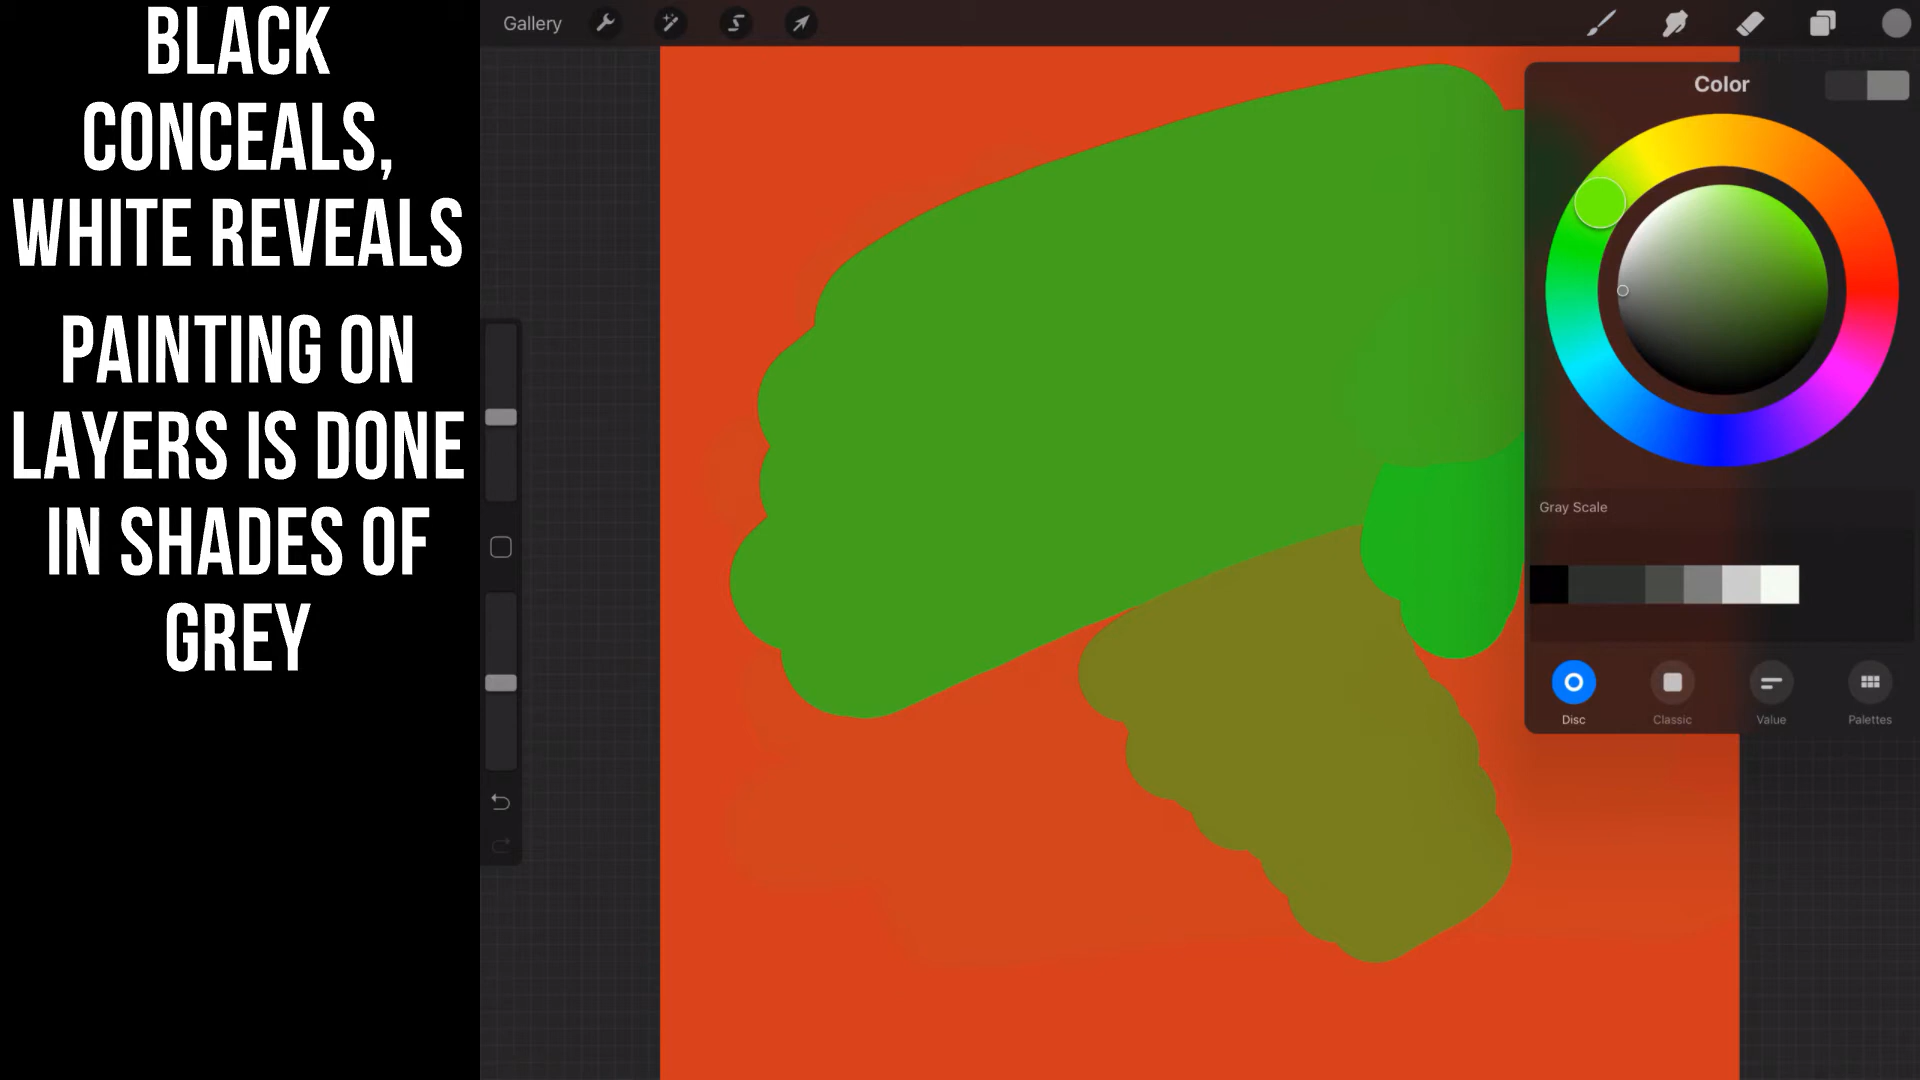 BLACK
CONCEALS,
WHITE REVEALS
PAINTING ON
LAYERS IS DONE
IN SHADES OF
GREY
Gallery
Color
Gray Scale
Disc
Classic
Value
Palettes